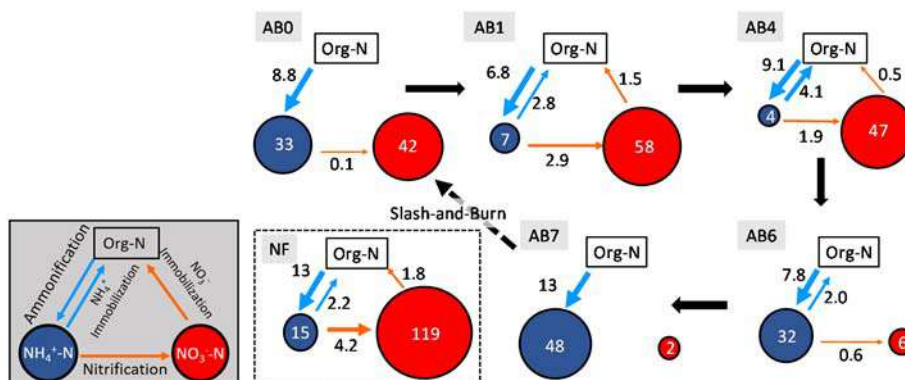 AB0
Org-N
8.8
33
42
0.1
AB1
Org-N
6.8
2.8
1.5
7
58
2.9
AB4
Org-N
9.1
4.1
0.5
4
47
1.9
Slash-and-Burn
Org-N
Ammonification
NH₄⁺
Immobilization
NO₃⁻
Immobilization
NH₄⁺-N
Nitrification
NO₃⁻-N
NF
Org-N
13
2.2
1.8
15
119
4.2
AB7
Org-N
13
48
2
AB6
Org-N
7.8
2.0
32
6
0.6